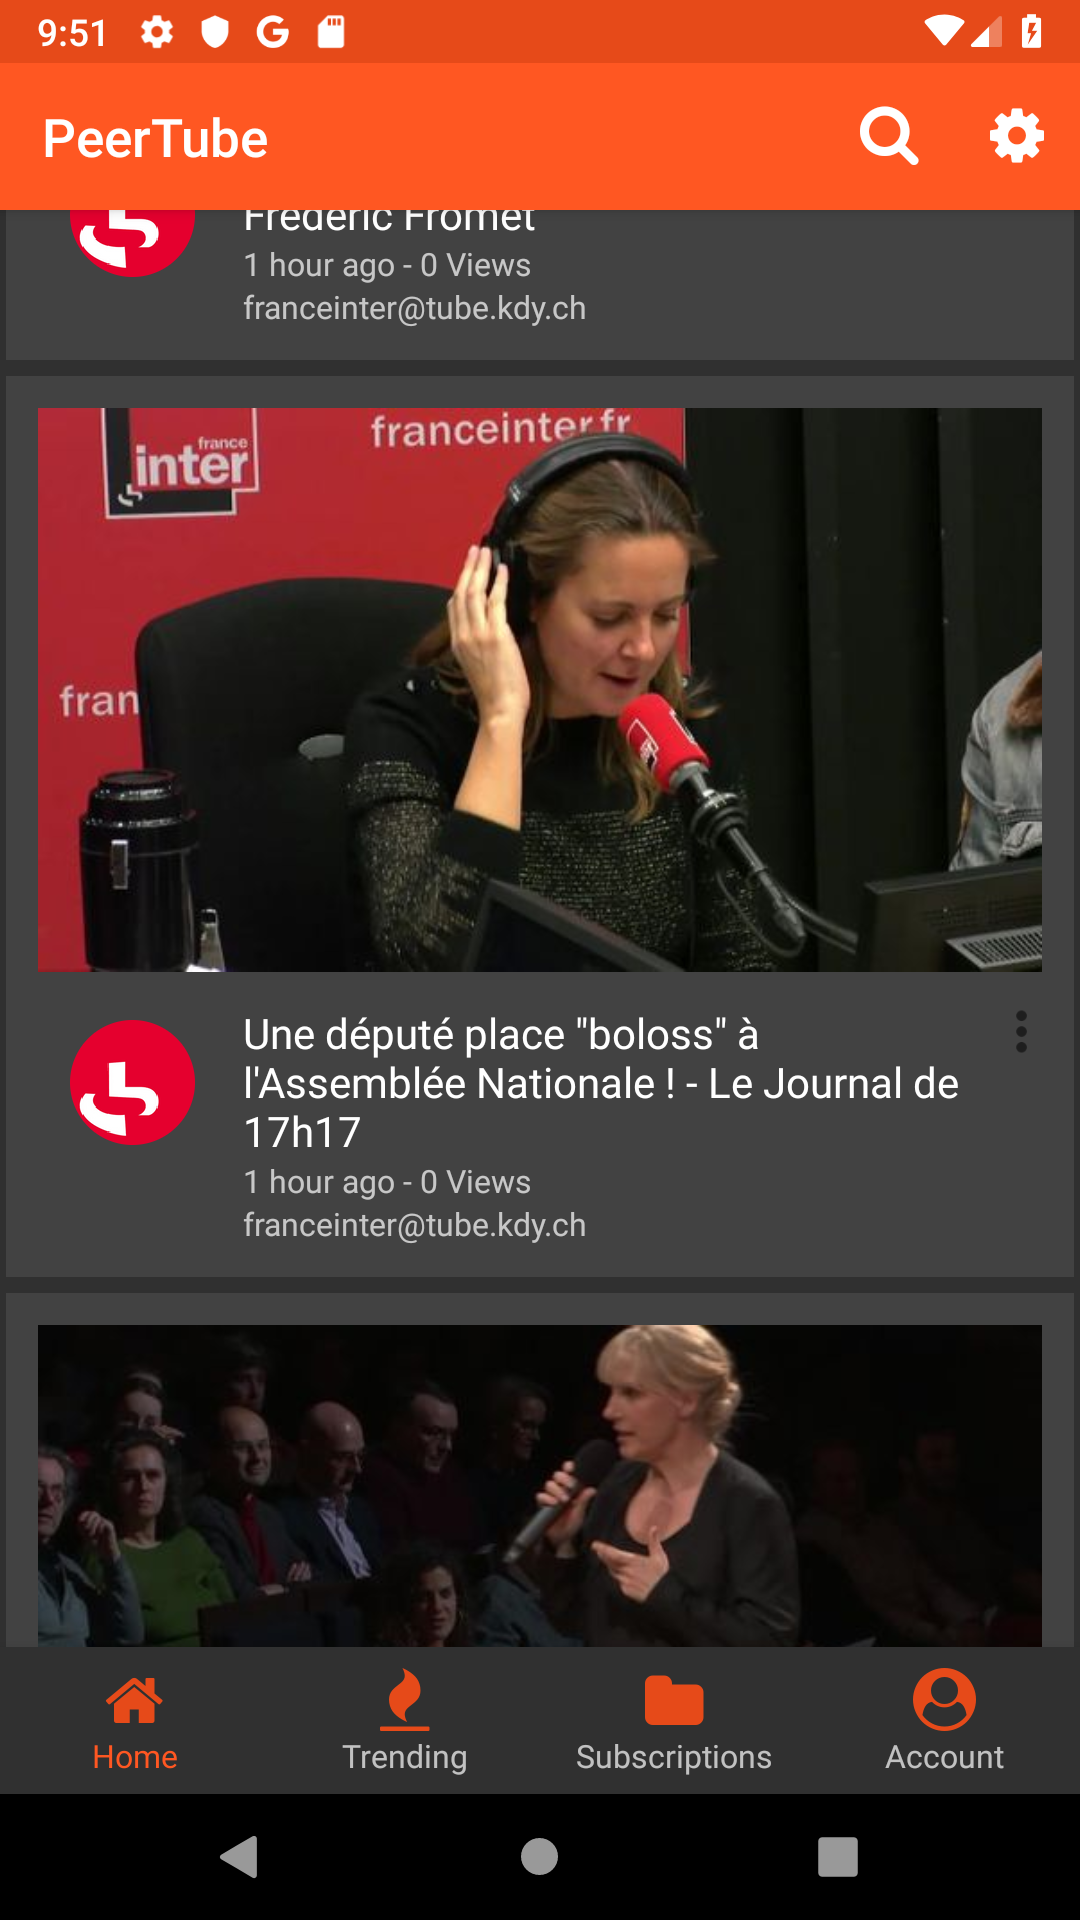 9:51
PeerTube
Frédéric Fromet
1 hour ago - 0 Views
franceinter@tube.kdy.ch
france
inter
franceinter.fr
fran
Une député place "boloss" à
l'Assemblée Nationale ! - Le Journal de
17h17
1 hour ago - 0 Views
franceinter@tube.kdy.ch
Home
Trending
Subscriptions
Account